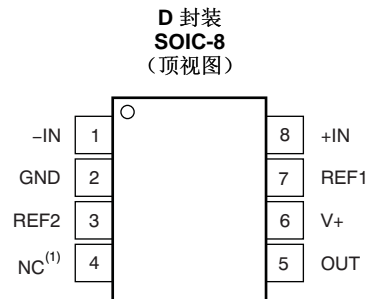 D 封装
SOIC-8
（顶视图）
–IN 1 8 +IN
GND 2 7 REF1
REF2 3 6 V+
NC(1) 4 5 OUT